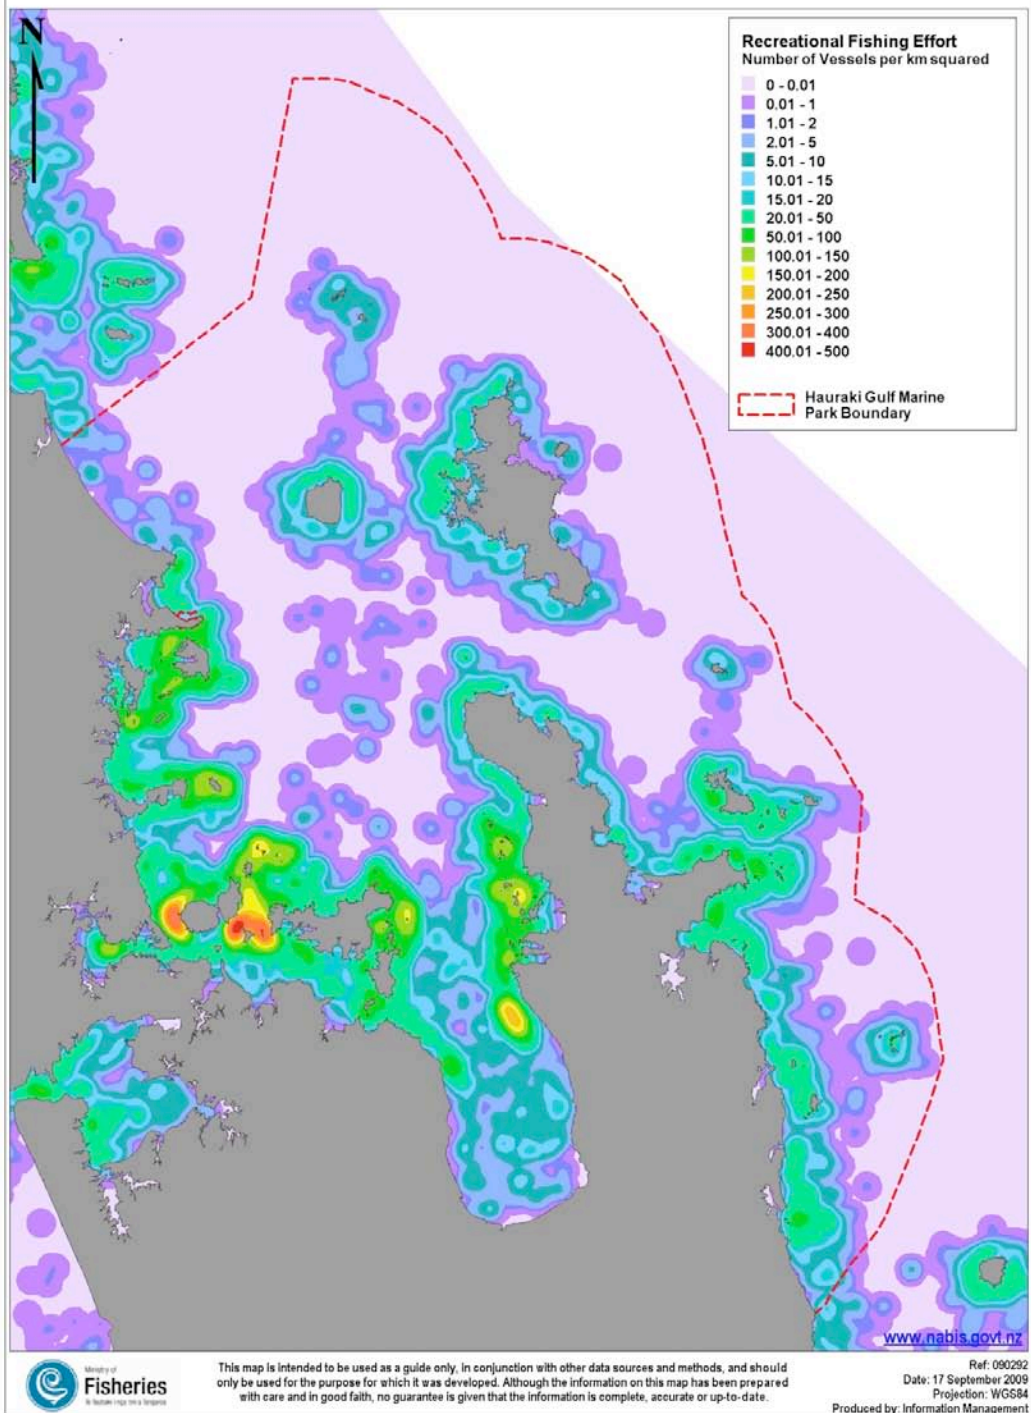 N
Recreational Fishing Effort
Number of Vessels per km squared
0 - 0.01
0.01 - 1
1.01 - 2
2.01 - 5
5.01 - 10
10.01 - 15
15.01 - 20
20.01 - 50
50.01 - 100
100.01 - 150
150.01 - 200
200.01 - 250
250.01 - 300
300.01 - 400
400.01 - 500
Hauraki Gulf Marine
Park Boundary
www.nabis.govt.nz
Ministry of
Fisheries
This map is intended to be used as a guide only, in conjunction with other data sources and methods, and should
only be used for the purpose for which it was developed. Although the information on this map has been prepared
with care and in good faith, no guarantee is given that the information is complete, accurate or up-to-date.
Ref: 090292
Date: 17 September 2009
Projection: WGS84
Produced by: Information Management